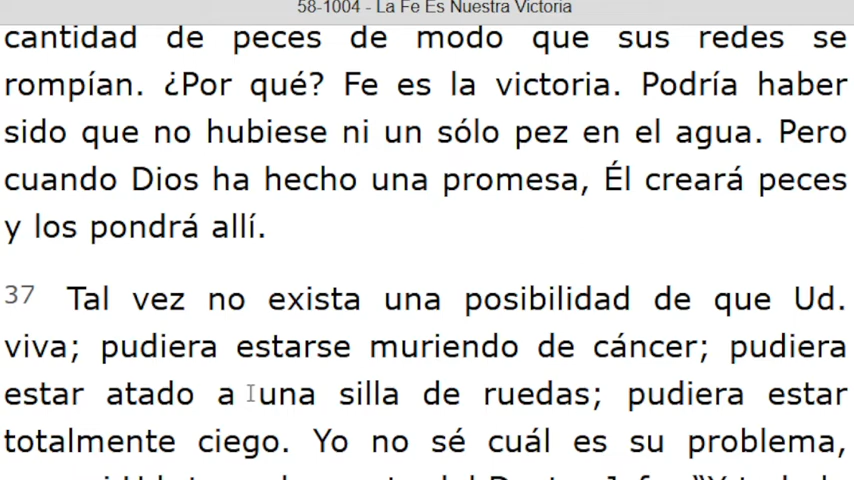 58-1004 - La Fe Es Nuestra Victoria
cantidad de peces de modo que sus redes se
rompían. ¿Por qué? Fe es la victoria. Podría haber
sido que no hubiese ni un sólo pez en el agua. Pero
cuando Dios ha hecho una promesa, Él creará peces
y los pondrá allí.
37 Tal vez no exista una posibilidad de que Ud.
viva; pudiera estarse muriendo de cáncer; pudiera
estar atado a una silla de ruedas; pudiera estar
totalmente ciego. Yo no sé cuál es su problema,